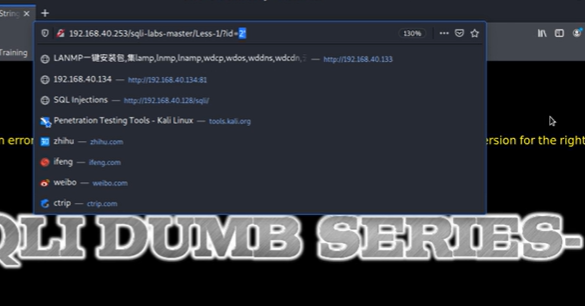 String
Training
192.168.40.253/sqli-labs-master/Less-1/?id=2'
130%
LANMP一键安装包,集lamp,lnmp,lnamp,wdcp,wdos,wddns,wdcdn, — http://192.168.40.133
192.168.40.134 — http://192.168.40.134:81
SQL Injections — http://192.168.40.128/sqli/
Penetration Testing Tools - Kali Linux — tools.kali.org
zhihu — zhihu.com
ifeng — ifeng.com
weibo — weibo.com
ctrip — ctrip.com
error
ersion for the right
QLI DUMB SERIES-